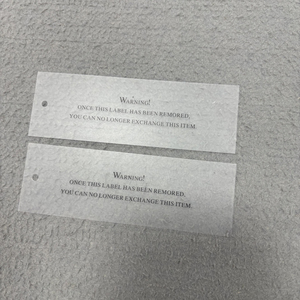 WARNING!
ONCE THIS LABEL HAS BEEN REMORED,
YOU CAN NO LONGER EXCHANGE THIS ITEM.
WARNING!
ONCE THIS LABEL HAS BEEN REMORED,
YOU CAN NO LONGER EXCHANGE THIS ITEM.